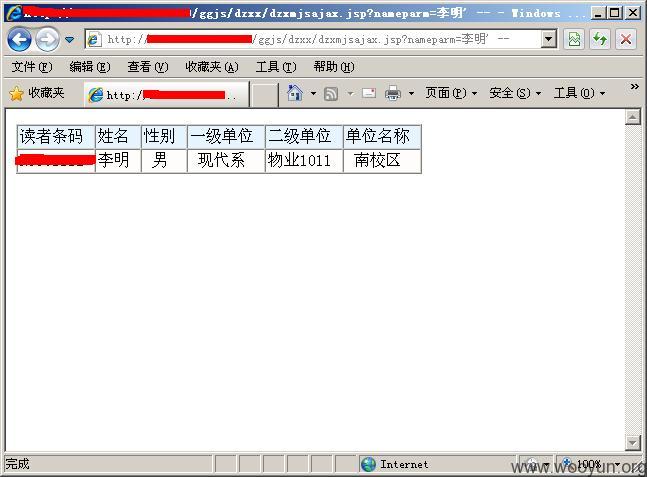 /ggjs/dzxx/dzxmjsajax.jsp?nameparm=李明' -- - Windows ...
http:// /ggjs/dzxx/dzxmjsajax.jsp?nameparm=李明' --
文件(F) 编辑(E) 查看(V) 收藏夹(A) 工具(T) 帮助(H)
收藏夹 http:/ .. 页面(P) 安全(S) 工具(O) »
读者条码 姓名 性别 一级单位 二级单位 单位名称
李明 男 现代系 物业1011 南校区
完成 Internet 100%
www.wooyun.org